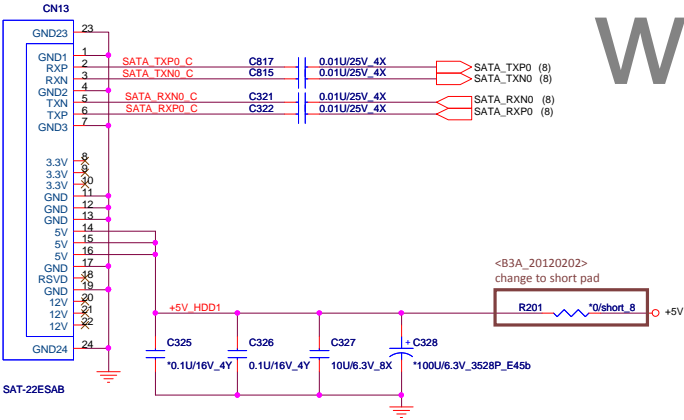 CN13
W
GND23 23
GND1 1
RXP 2 SATA_TXP0_C C817 0.01U/25V_4X SATA_TXP0 (8)
RXN 3 SATA_TXN0_C C815 0.01U/25V_4X SATA_TXN0 (8)
GND2 4
TXN 5 SATA_RXN0_C C321 0.01U/25V_4X SATA_RXN0 (8)
TXP 6 SATA_RXP0_C C322 0.01U/25V_4X SATA_RXP0 (8)
GND3 7
3.3V 8
3.3V 9
3.3V 10
GND 11
GND 12
GND 13
5V 14
5V 15
5V 16
GND 17
RSVD 18
GND 19
12V 20
12V 21
12V 22
GND24 24
SAT-22ESAB
<B3A_20120202>
change to short pad
R201 *0/short_8 +5V
+5V_HDD1
C325 C326 C327 + C328
*0.1U/16V_4Y 0.1U/16V_4Y 10U/6.3V_8X *100U/6.3V_3528P_E45b